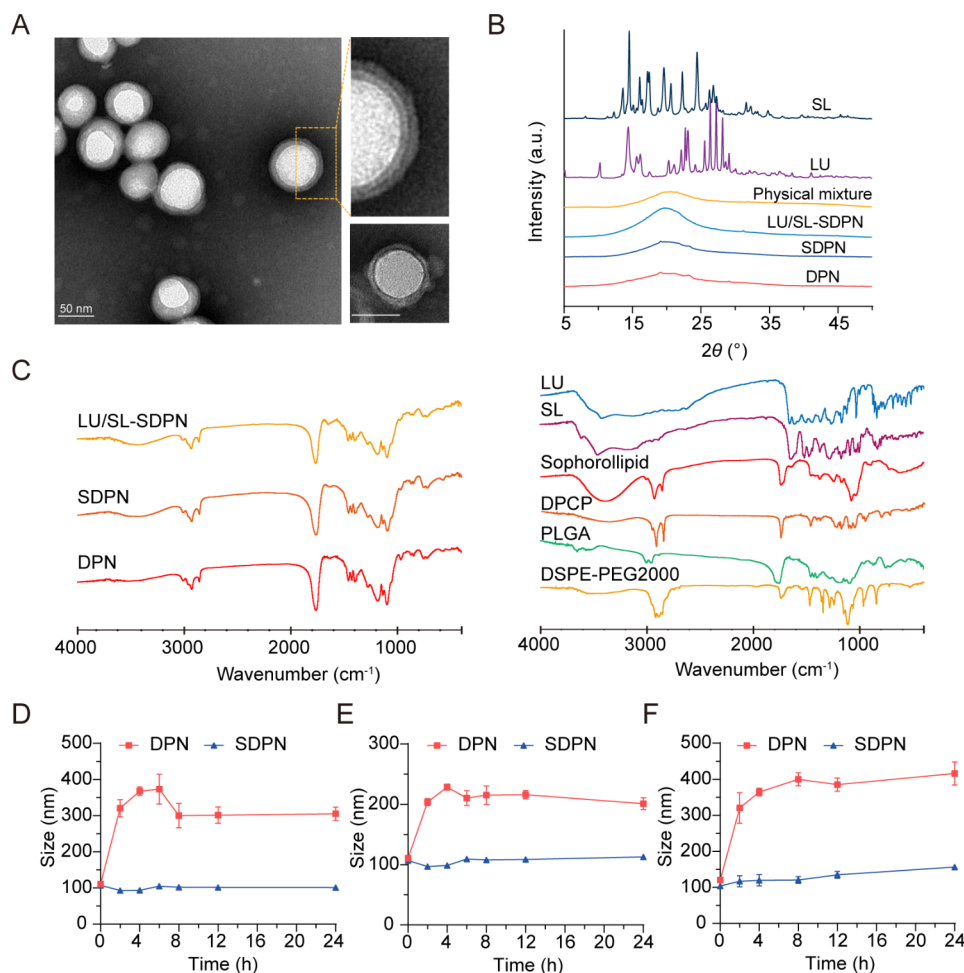 A
50 nm
B
Intensity (a.u.)
SL
LU
Physical mixture
LU/SL-SDPN
SDPN
DPN
5 15 25 35 45
2θ (°)
C
LU/SL-SDPN
SDPN
DPN
4000 3000 2000 1000
Wavenumber (cm⁻¹)
LU
SL
Sophorollipid
DPCP
PLGA
DSPE-PEG2000
4000 3000 2000 1000
Wavenumber (cm⁻¹)
D
DPN SDPN
Size (nm)
500
400
300
200
100
0
0 4 8 12 16 20 24
Time (h)
E
DPN SDPN
Size (nm)
300
200
100
0
0 4 8 12 16 20 24
Time (h)
F
DPN SDPN
Size (nm)
500
400
300
200
100
0
0 4 8 12 16 20 24
Time (h)